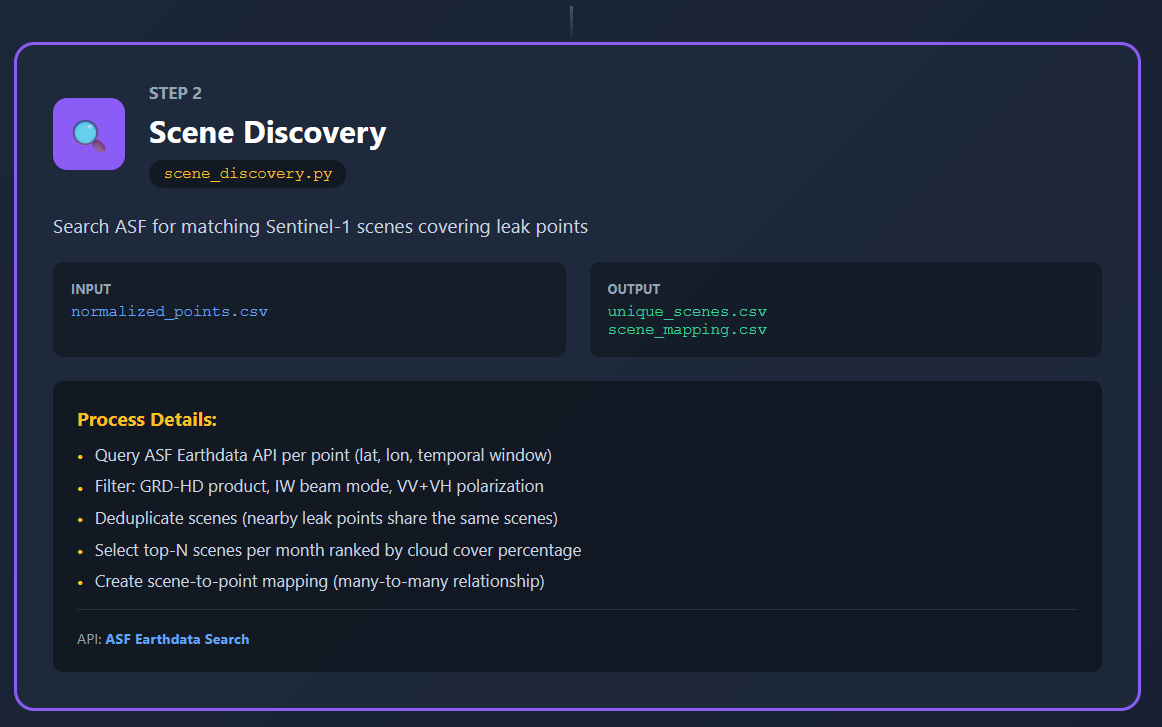 STEP 2
Scene Discovery
scene_discovery.py
Search ASF for matching Sentinel-1 scenes covering leak points
INPUT
normalized_points.csv
OUTPUT
unique_scenes.csv
scene_mapping.csv
Process Details:
• Query ASF Earthdata API per point (lat, lon, temporal window)
• Filter: GRD-HD product, IW beam mode, VV+VH polarization
• Deduplicate scenes (nearby leak points share the same scenes)
• Select top-N scenes per month ranked by cloud cover percentage
• Create scene-to-point mapping (many-to-many relationship)
API: ASF Earthdata Search